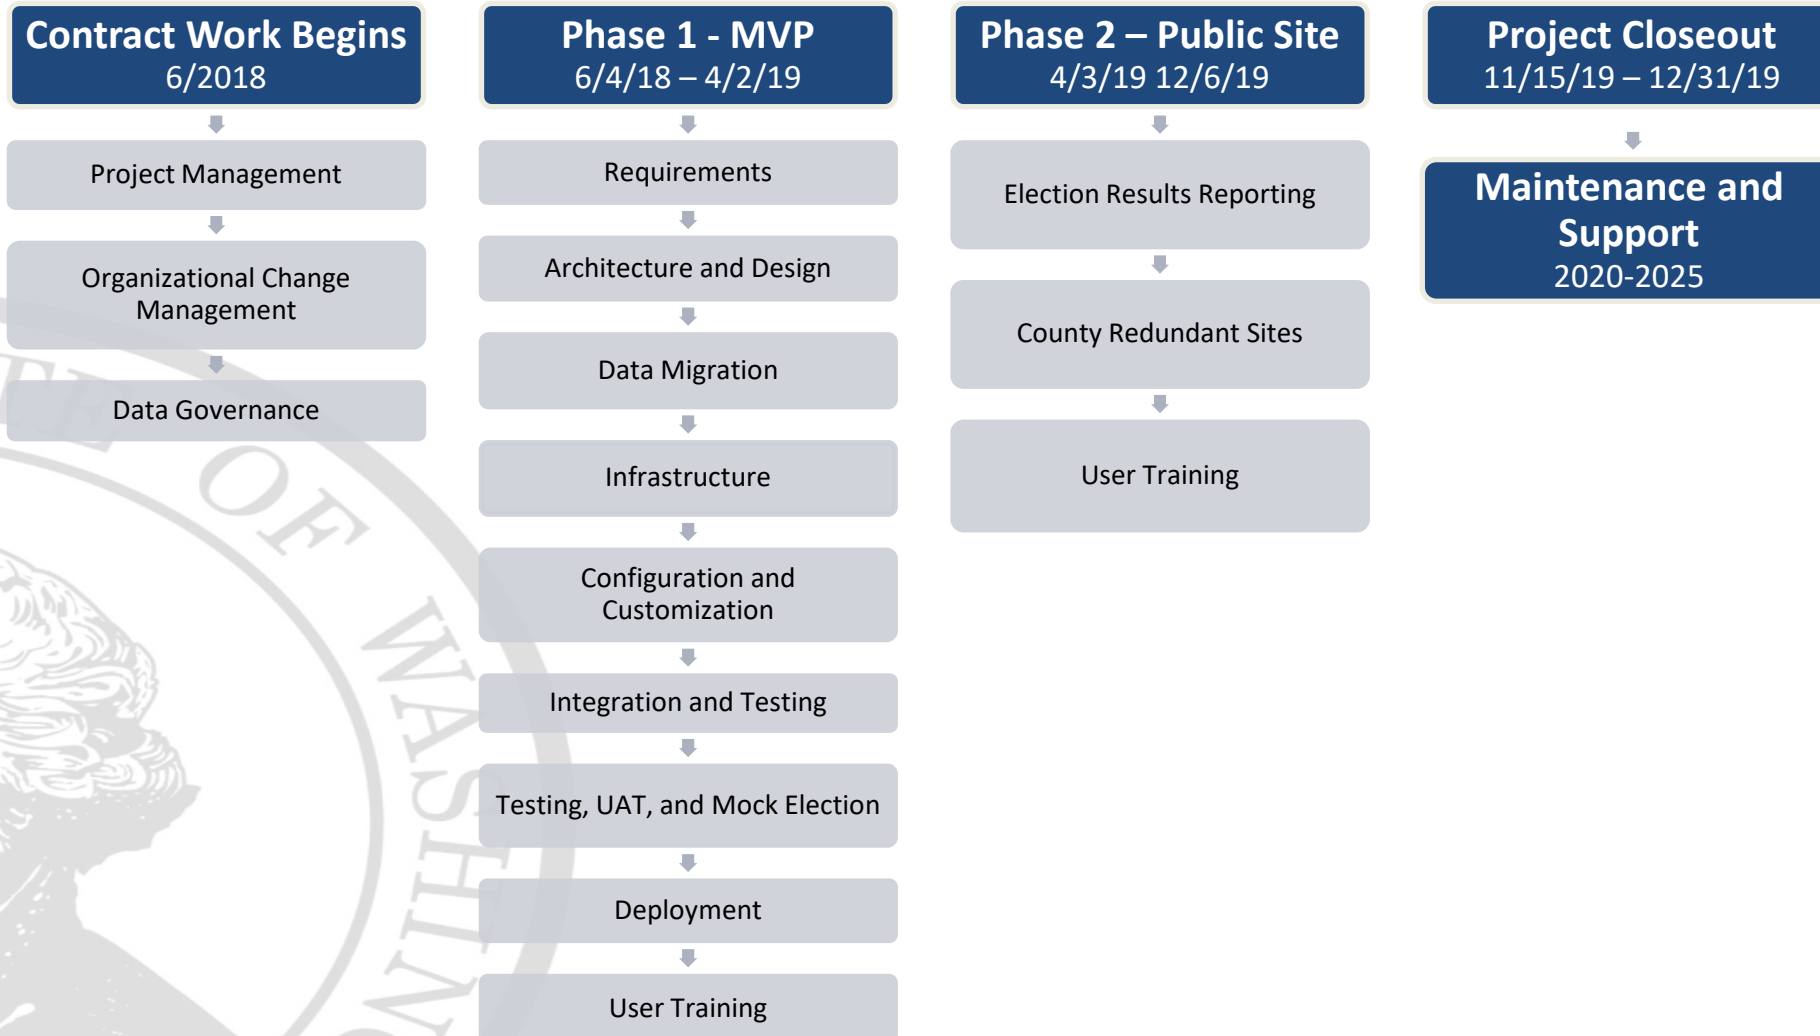 Contract Work Begins
6/2018
Project Management
Organizational Change
Management
Data Governance
Phase 1 - MVP
6/4/18 – 4/2/19
Requirements
Architecture and Design
Data Migration
Infrastructure
Configuration and
Customization
Integration and Testing
Testing, UAT, and Mock Election
Deployment
User Training
Phase 2 – Public Site
4/3/19 12/6/19
Election Results Reporting
County Redundant Sites
User Training
Project Closeout
11/15/19 – 12/31/19
Maintenance and
Support
2020-2025
OF